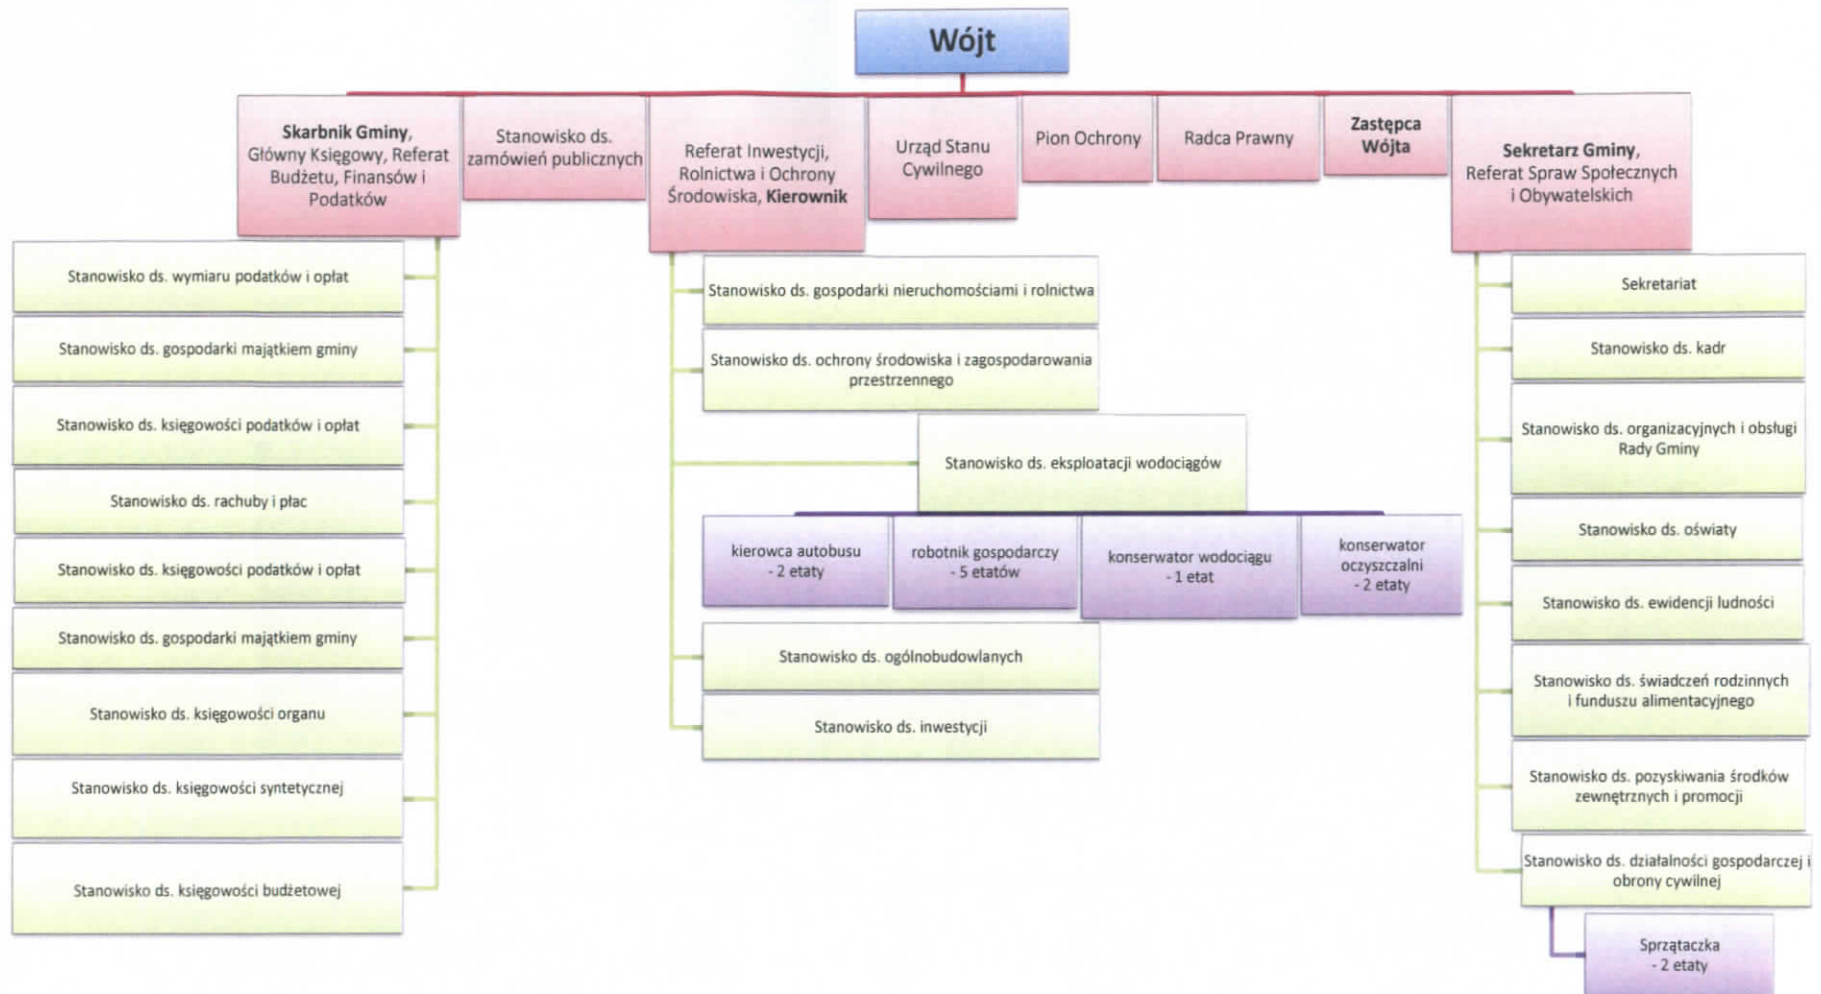 Wójt
Skarbnik Gminy,
Główny Księgowy, Referat
Budżetu, Finansów i
Podatków
Stanowisko ds.
zamówień publicznych
Referat Inwestycji,
Rolnictwa i Ochrony
Środowiska, Kierownik
Urząd Stanu
Cywilnego
Pion Ochrony
Radca Prawny
Zastępca
Wójta
Sekretarz Gminy,
Referat Spraw Społecznych
i Obywatelskich
Stanowisko ds. wymiaru podatków i opłat
Stanowisko ds. gospodarki majątkiem gminy
Stanowisko ds. księgowości podatków i opłat
Stanowisko ds. rachuby i płac
Stanowisko ds. księgowości podatków i opłat
Stanowisko ds. gospodarki majątkiem gminy
Stanowisko ds. księgowości organu
Stanowisko ds. księgowości syntetycznej
Stanowisko ds. księgowości budżetowej
Stanowisko ds. gospodarki nieruchomościami i rolnictwa
Stanowisko ds. ochrony środowiska i zagospodarowania
przestrzennego
Stanowisko ds. eksploatacji wodociągów
kierowca autobusu
- 2 etaty
robotnik gospodarczy
- 5 etatów
konserwator wodociągu
- 1 etat
konserwator
oczyszczalni
- 2 etaty
Stanowisko ds. ogólnobudowlanych
Stanowisko ds. inwestycji
Sekretariat
Stanowisko ds. kadr
Stanowisko ds. organizacyjnych i obsługi
Rady Gminy
Stanowisko ds. oświaty
Stanowisko ds. ewidencji ludności
Stanowisko ds. świadczeń rodzinnych
i funduszu alimentacyjnego
Stanowisko ds. pozyskiwania środków
zewnętrznych i promocji
Stanowisko ds. działalności gospodarczej i
obrony cywilnej
Sprzątaczka
- 2 etaty